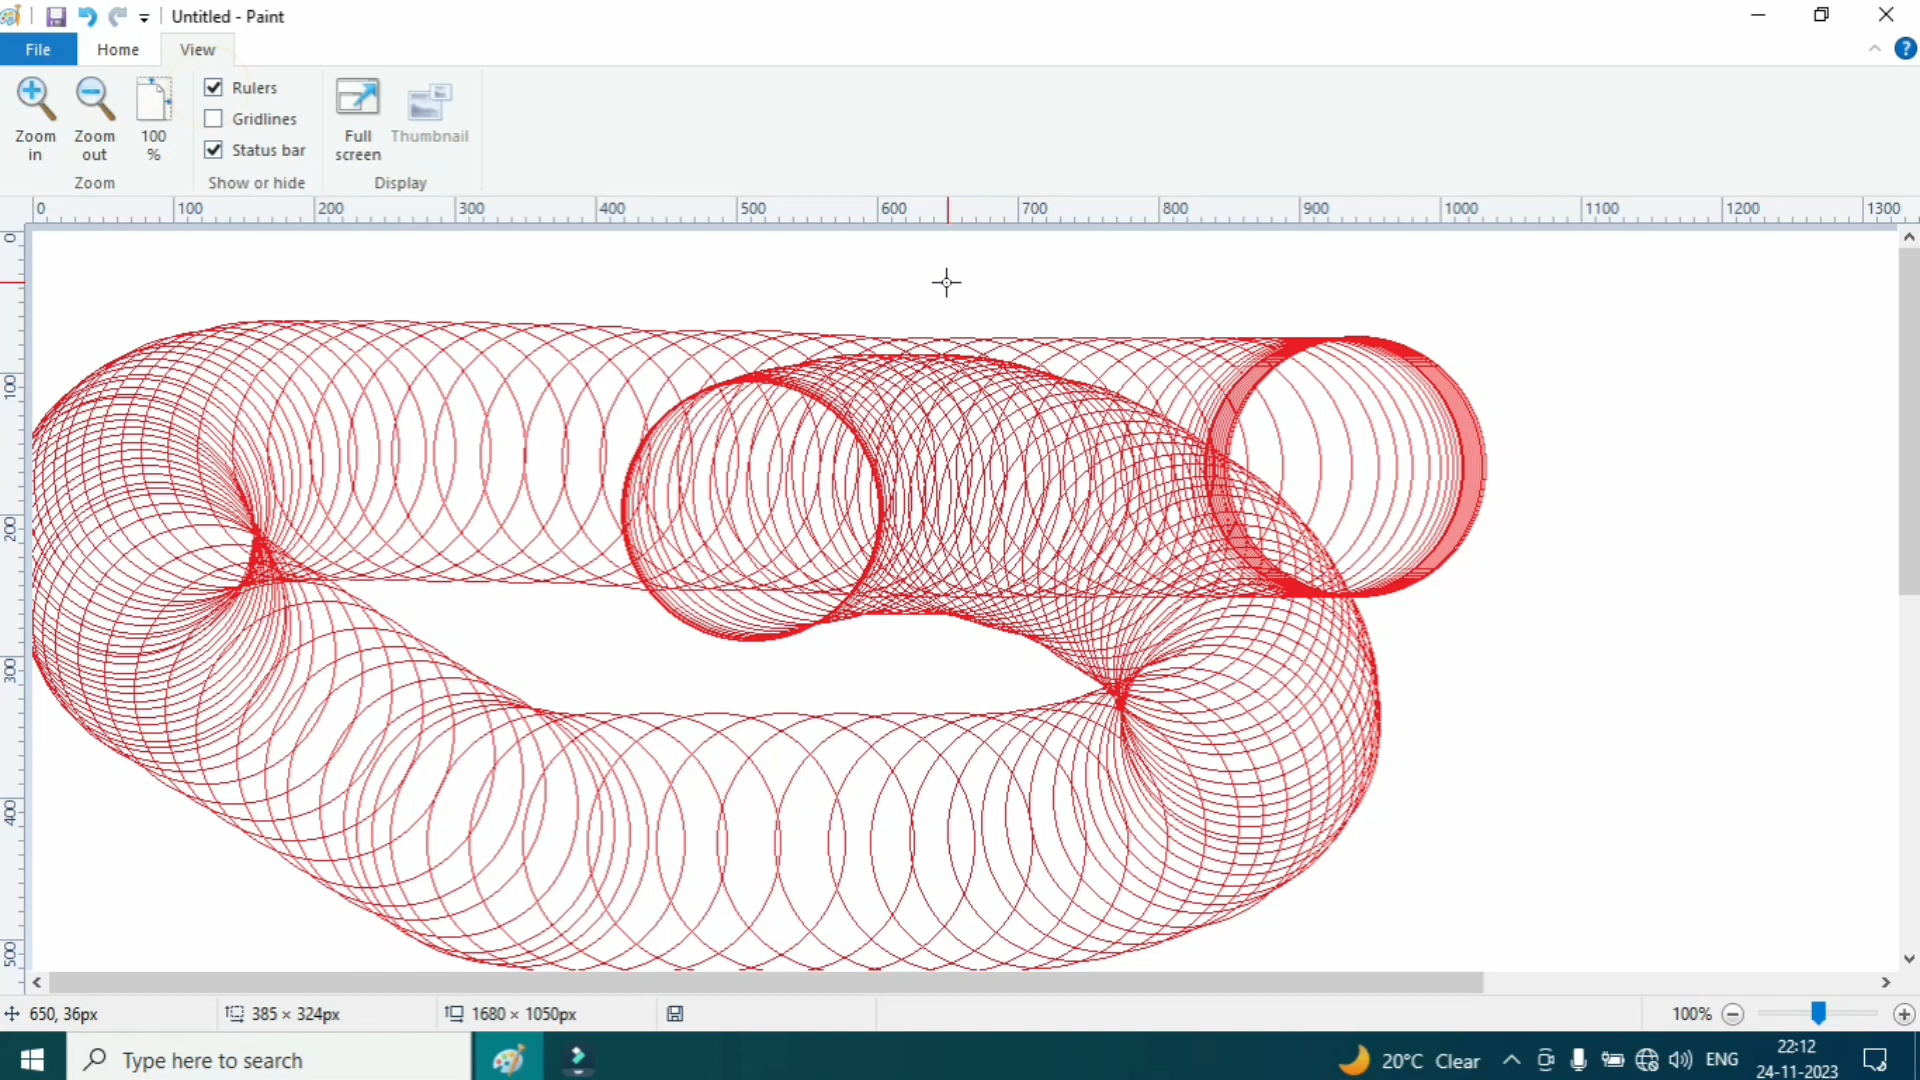 Untitled - Paint
File Home View
Zoom in
Zoom out
100 %
Rulers
Gridlines
Status bar
Full screen
Thumbnail
Zoom
Show or hide
Display
0 100 200 300 400 500 600 700 800 900 1000 1100 1200 1300
0
100
200
300
400
500
650, 36px
385 × 324px
1680 × 1050px
100%
Type here to search
20°C Clear
ENG
22:12
24-11-2023